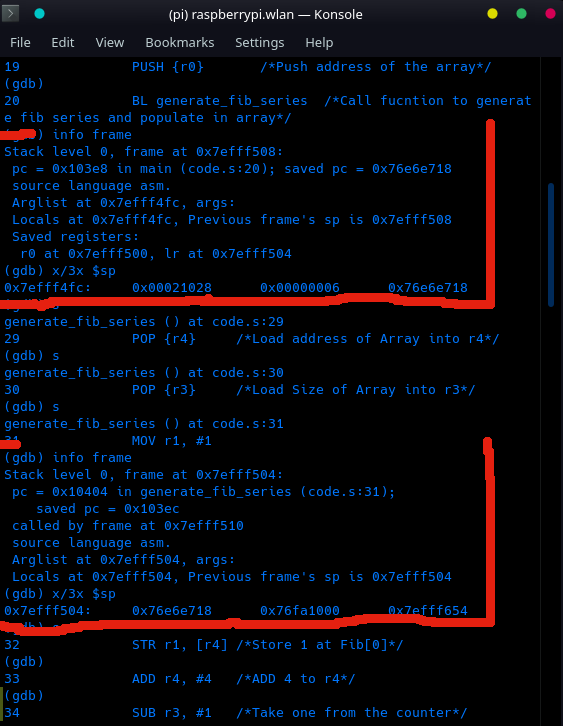 (pi) raspberrypi.wlan — Konsole
File Edit View Bookmarks Settings Help
19 PUSH {r0} /*Push address of the array*/
(gdb)
20 BL generate_fib_series /*Call fucntion to generat
e fib series and populate in array*/
(gdb) info frame
Stack level 0, frame at 0x7efff508:
pc = 0x103e8 in main (code.s:20); saved pc = 0x76e6e718
source language asm.
Arglist at 0x7efff4fc, args:
Locals at 0x7efff4fc, Previous frame's sp is 0x7efff508
Saved registers:
r0 at 0x7efff500, lr at 0x7efff504
(gdb) x/3x $sp
0x7efff4fc: 0x00021028 0x00000006 0x76e6e718
generate_fib_series () at code.s:29
29 POP {r4} /*Load address of Array into r4*/
(gdb) s
generate_fib_series () at code.s:30
30 POP {r3} /*Load Size of Array into r3*/
(gdb) s
generate_fib_series () at code.s:31
31 MOV r1, #1
(gdb) info frame
Stack level 0, frame at 0x7efff504:
pc = 0x10404 in generate_fib_series (code.s:31);
saved pc = 0x103ec
called by frame at 0x7efff510
source language asm.
Arglist at 0x7efff504, args:
Locals at 0x7efff504, Previous frame's sp is 0x7efff504
(gdb) x/3x $sp
0x7efff504: 0x76e6e718 0x76fa1000 0x7efff654
(gdb)
32 STR r1, [r4] /*Store 1 at Fib[0]*/
(gdb)
33 ADD r4, #4 /*ADD 4 to r4*/
(gdb)
34 SUB r3, #1 /*Take one from the counter*/